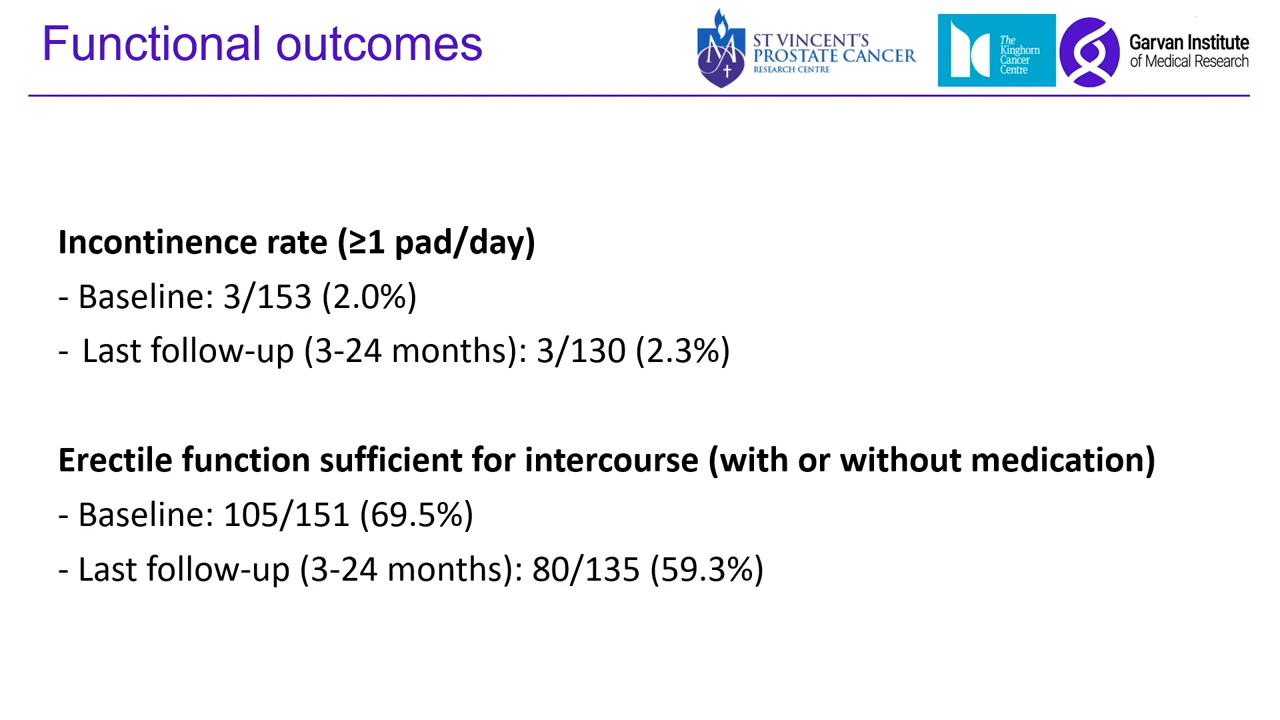 Functional outcomes
ST VINCENT'S
PROSTATE CANCER
RESEARCH CENTRE
The
Kinghorn
Cancer
Centre
Garvan Institute
of Medical Research
Incontinence rate (≥1 pad/day)
- Baseline: 3/153 (2.0%)
- Last follow-up (3-24 months): 3/130 (2.3%)
Erectile function sufficient for intercourse (with or without medication)
- Baseline: 105/151 (69.5%)
- Last follow-up (3-24 months): 80/135 (59.3%)